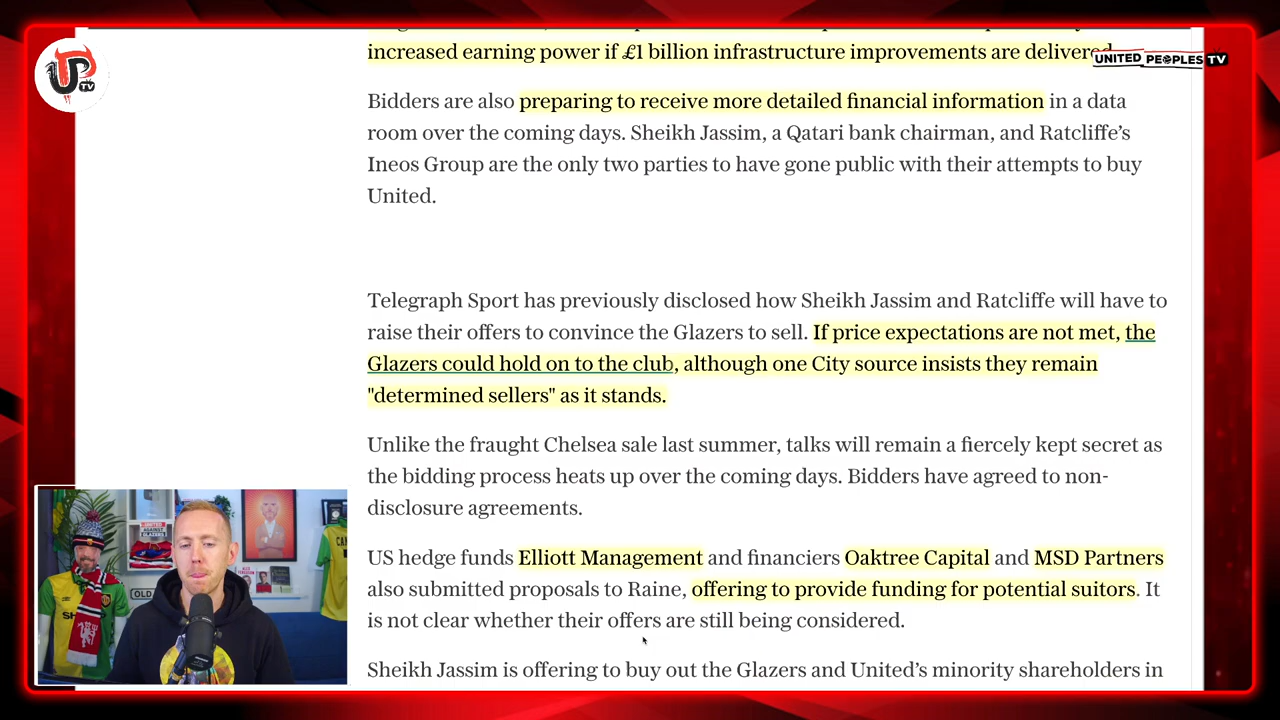 increased earning power if £1 billion infrastructure improvements are delivered
UP
TV
UNITED PEOPLES TV
Bidders are also preparing to receive more detailed financial information in a data
room over the coming days. Sheikh Jassim, a Qatari bank chairman, and Ratcliffe’s
Ineos Group are the only two parties to have gone public with their attempts to buy
United.
Telegraph Sport has previously disclosed how Sheikh Jassim and Ratcliffe will have to
raise their offers to convince the Glazers to sell. If price expectations are not met, the
Glazers could hold on to the club, although one City source insists they remain
"determined sellers" as it stands.
Unlike the fraught Chelsea sale last summer, talks will remain a fiercely kept secret as
the bidding process heats up over the coming days. Bidders have agreed to non-
disclosure agreements.
US hedge funds Elliott Management and financiers Oaktree Capital and MSD Partners
also submitted proposals to Raine, offering to provide funding for potential suitors. It
is not clear whether their offers are still being considered.
Sheikh Jassim is offering to buy out the Glazers and United’s minority shareholders in
UNITED
AGAINST
GLAZERS
OLD